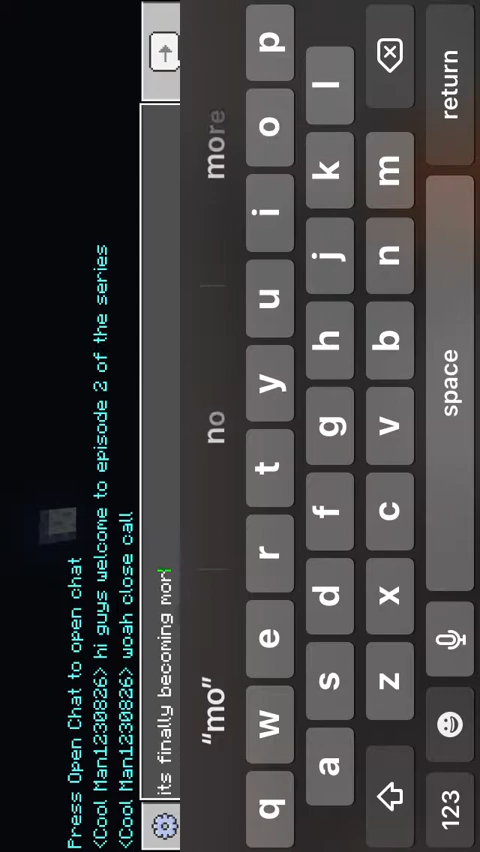 Press Open Chat to open chat
<Cool Man1230826> hi guys welcome to episode 2 of the series
<Cool Man1230826> woah close call
its finally becoming mor
"mo" no more
q w e r t y u i o p
a s d f g h j k l
z x c v b n m
123 space return